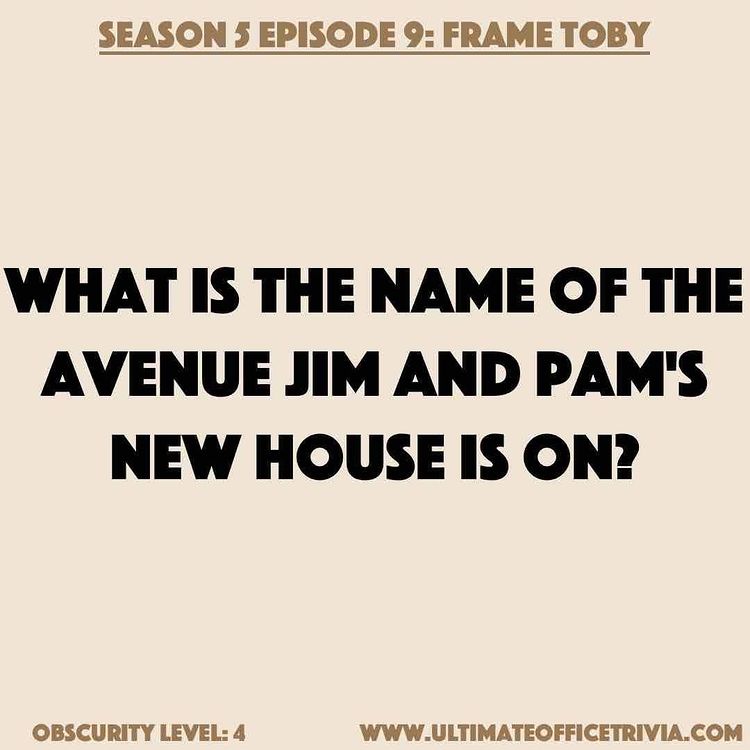 SEASON 5 EPISODE 9: FRAME TOBY
WHAT IS THE NAME OF THE
AVENUE JIM AND PAM'S
NEW HOUSE IS ON?
OBSCURITY LEVEL: 4
WWW.ULTIMATEOFFICETRIVIA.COM